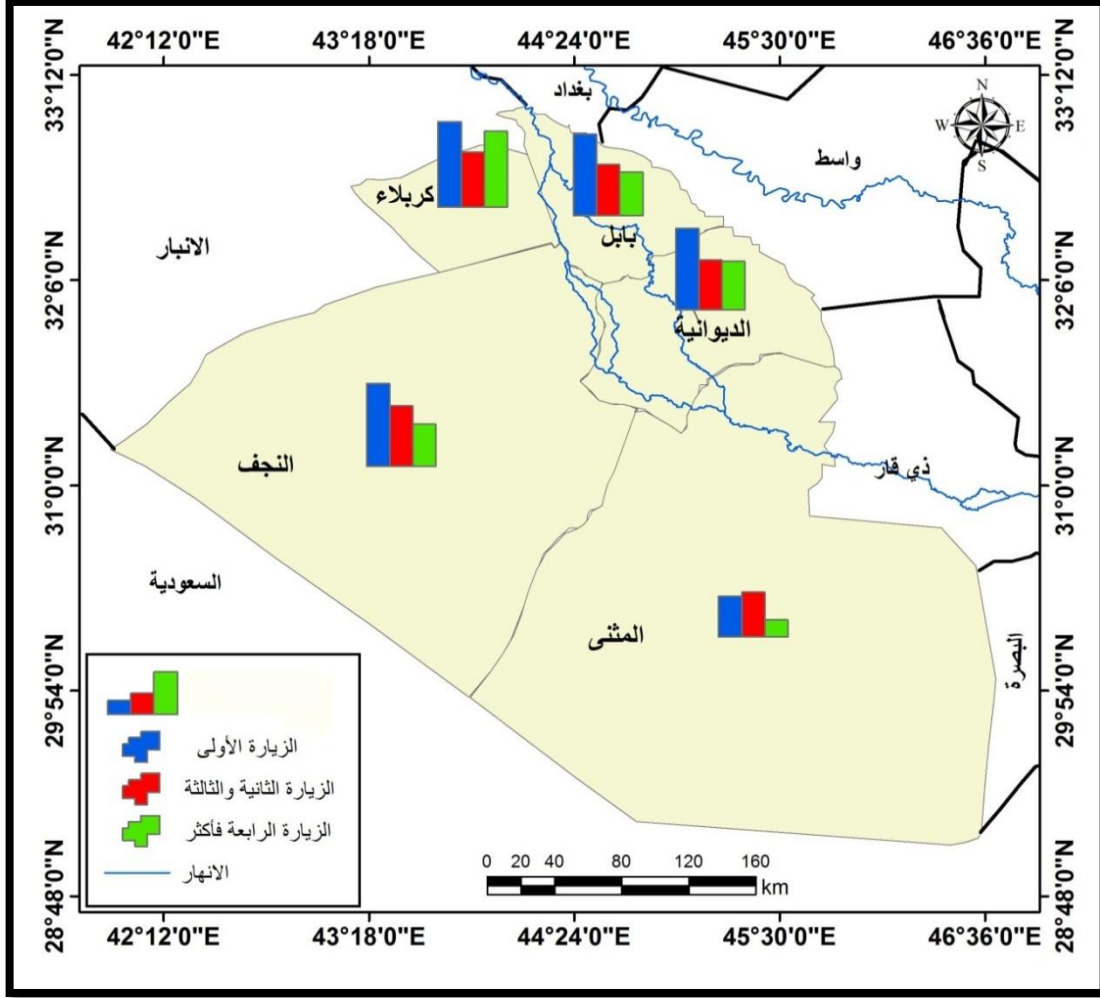 42°12'0"E 43°18'0"E 44°24'0"E 45°30'0"E 46°36'0"E
33°12'0"N
33°12'0"N
بغداد
N
W E
S
واسط
كربلاء
الانبار
بابل
32°6'0"N
32°6'0"N
الديوانية
النجف
ذي قار
31°0'0"N
31°0'0"N
السعودية
المثنى
البصرة
29°54'0"N
29°54'0"N
الزيارة الأولى
الزيارة الثانية والثالثة
الزيارة الرابعة فأكثر
الانهار
0 20 40 80 120 160
km
28°48'0"N
28°48'0"N
42°12'0"E 43°18'0"E 44°24'0"E 45°30'0"E 46°36'0"E